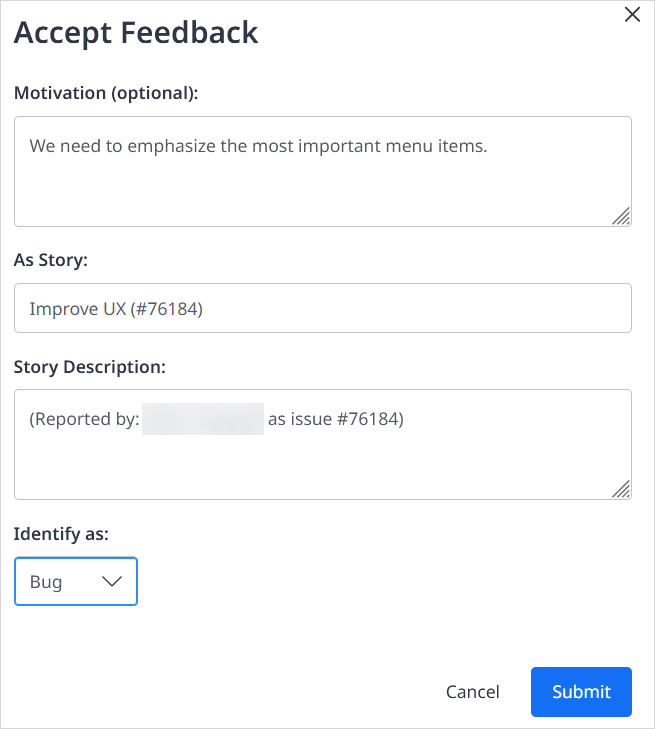 Accept Feedback
Motivation (optional):
We need to emphasize the most important menu items.
As Story:
Improve UX (#76184)
Story Description:
(Reported by: as issue #76184)
Identify as:
Bug
Cancel Submit